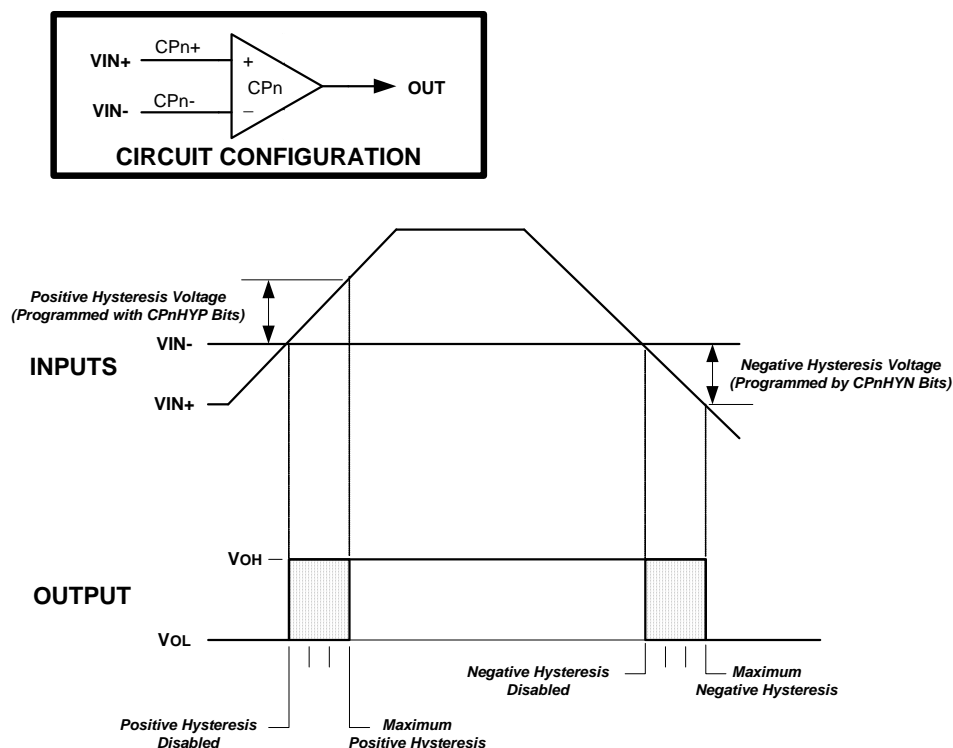 CPn+
VIN+
+
CPn
OUT
CPn-
VIN-
−
CIRCUIT CONFIGURATION
Positive Hysteresis Voltage
(Programmed with CPnHYP Bits)
VIN-
INPUTS
Negative Hysteresis Voltage
(Programmed by CPnHYN Bits)
VIN+
VOH
OUTPUT
VOL
Negative Hysteresis
Disabled
Maximum
Negative Hysteresis
Positive Hysteresis
Disabled
Maximum
Positive Hysteresis